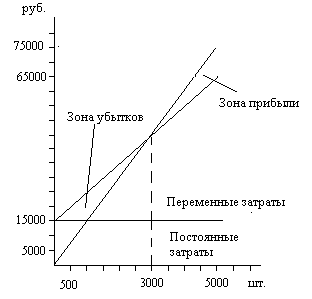 руб.
75000
65000
Зона убытков
Зона прибыли
15000
Переменные затраты
5000
Постоянные
затраты
500
3000
5000
шт.